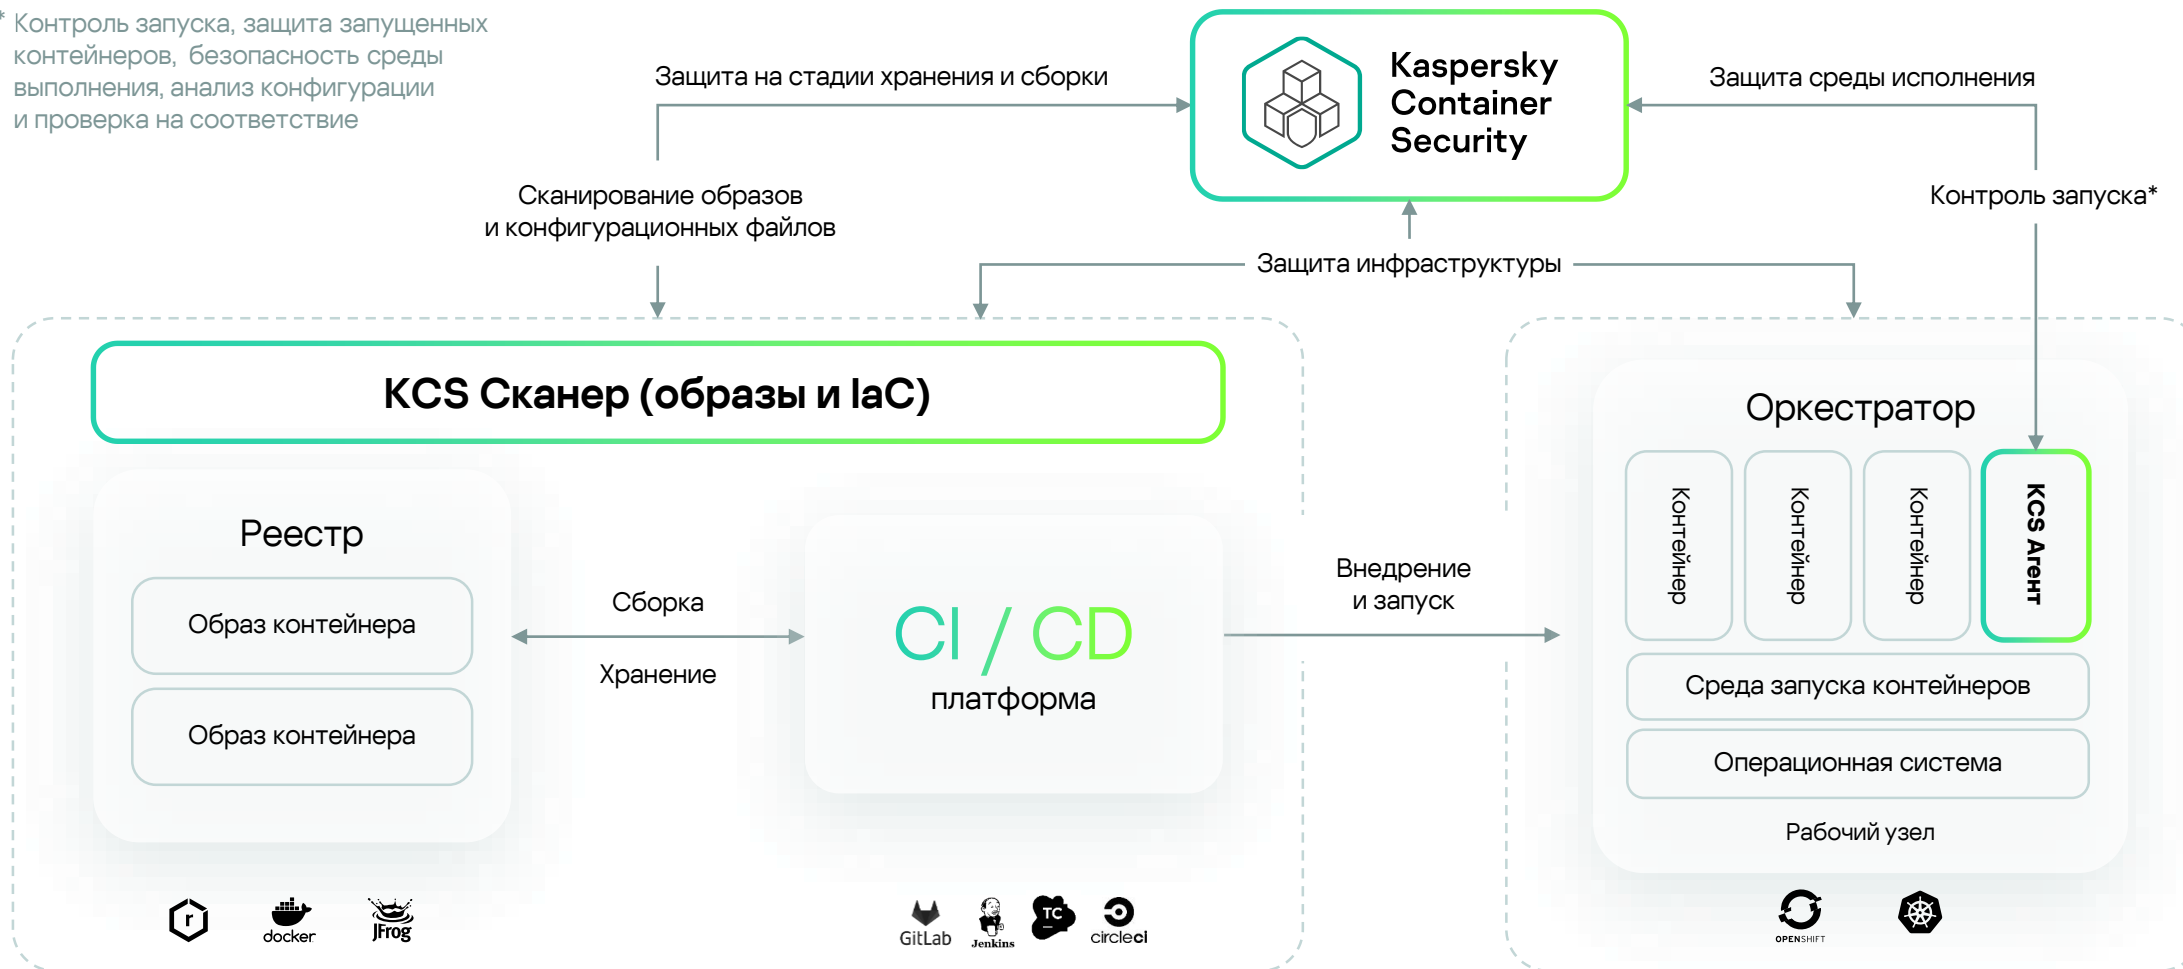 * Контроль запуска, защита запущенных
контейнеров, безопасность среды
выполнения, анализ конфигурации
и проверка на соответствие
Защита на стадии хранения и сборки
Kaspersky
Container
Security
Защита среды исполнения
Сканирование образов
и конфигурационных файлов
Контроль запуска*
Защита инфраструктуры
KCS Сканер (образы и IaC)
Реестр
Образ контейнера
Образ контейнера
Сборка
Хранение
CI / CD
платформа
Внедрение
и запуск
Оркестратор
Контейнер
Контейнер
Контейнер
KCS Агент
Среда запуска контейнеров
Операционная система
Рабочий узел
r
docker
JFrog
GitLab
Jenkins
TC
circleci
OPENSHIFT